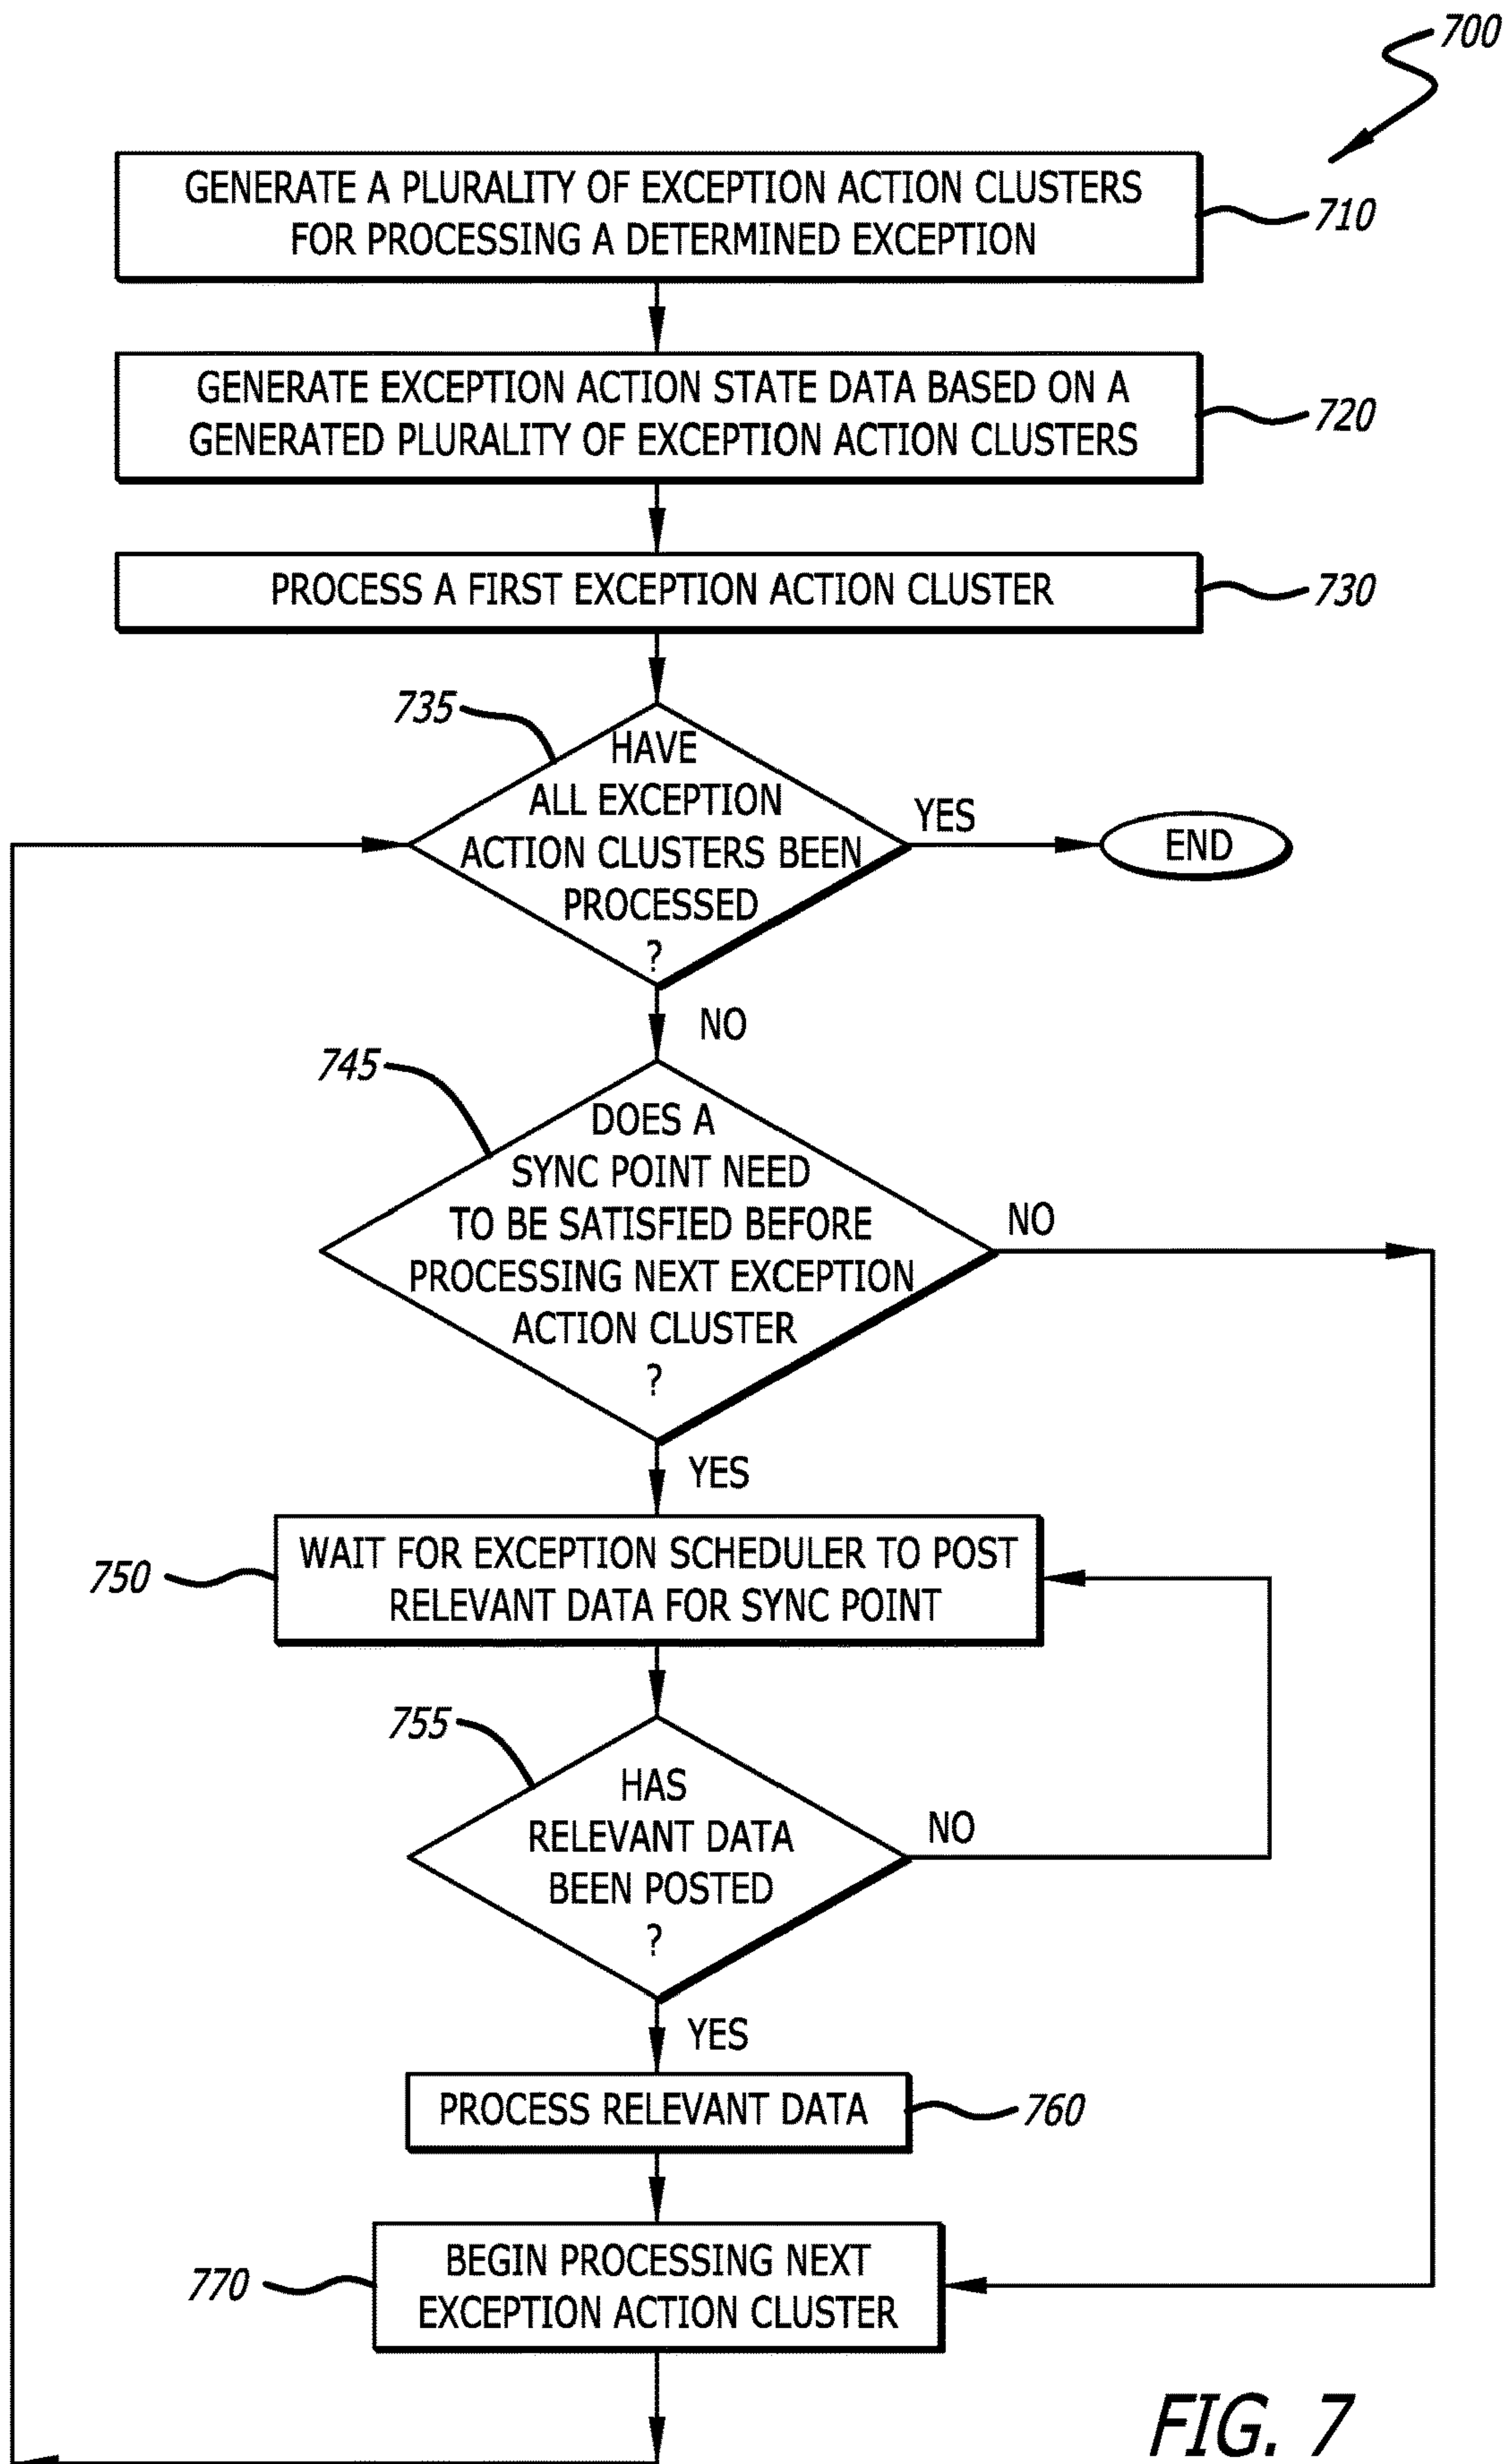 700
GENERATE A PLURALITY OF EXCEPTION ACTION CLUSTERS
FOR PROCESSING A DETERMINED EXCEPTION
710
GENERATE EXCEPTION ACTION STATE DATA BASED ON A
GENERATED PLURALITY OF EXCEPTION ACTION CLUSTERS
720
PROCESS A FIRST EXCEPTION ACTION CLUSTER
730
735
HAVE
ALL EXCEPTION
ACTION CLUSTERS BEEN
PROCESSED
?
YES
END
NO
745
DOES A
SYNC POINT NEED
TO BE SATISFIED BEFORE
PROCESSING NEXT EXCEPTION
ACTION CLUSTER
?
NO
YES
750
WAIT FOR EXCEPTION SCHEDULER TO POST
RELEVANT DATA FOR SYNC POINT
755
HAS
RELEVANT DATA
BEEN POSTED
?
NO
YES
PROCESS RELEVANT DATA
760
770
BEGIN PROCESSING NEXT
EXCEPTION ACTION CLUSTER
FIG. 7